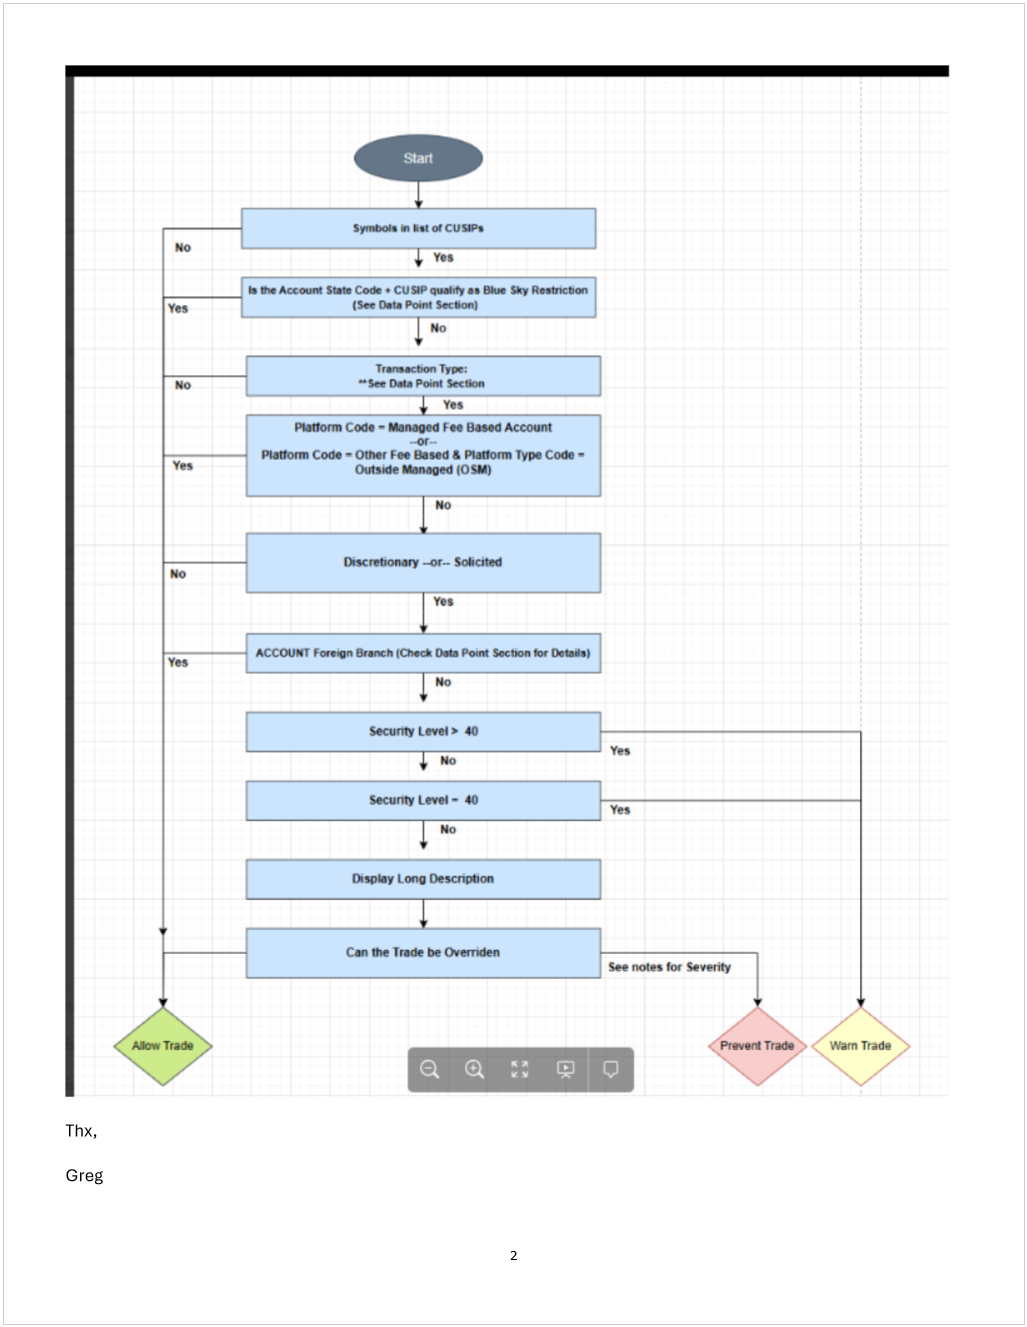 Start
Symbols in list of CUSIPs
No
Yes
Is the Account State Code + CUSIP qualify as Blue Sky Restriction
(See Data Point Section)
Yes
No
Transaction Type:
**See Data Point Section
No
Yes
Platform Code = Managed Fee Based Account
--or--
Platform Code = Other Fee Based & Platform Type Code =
Outside Managed (OSM)
Yes
No
Discretionary --or-- Solicited
No
Yes
ACCOUNT Foreign Branch (Check Data Point Section for Details)
Yes
No
Security Level > 40
Yes
No
Security Level = 40
Yes
No
Display Long Description
Can the Trade be Overriden
See notes for Severity
Allow Trade
Prevent Trade
Warn Trade
Thx,
Greg
2